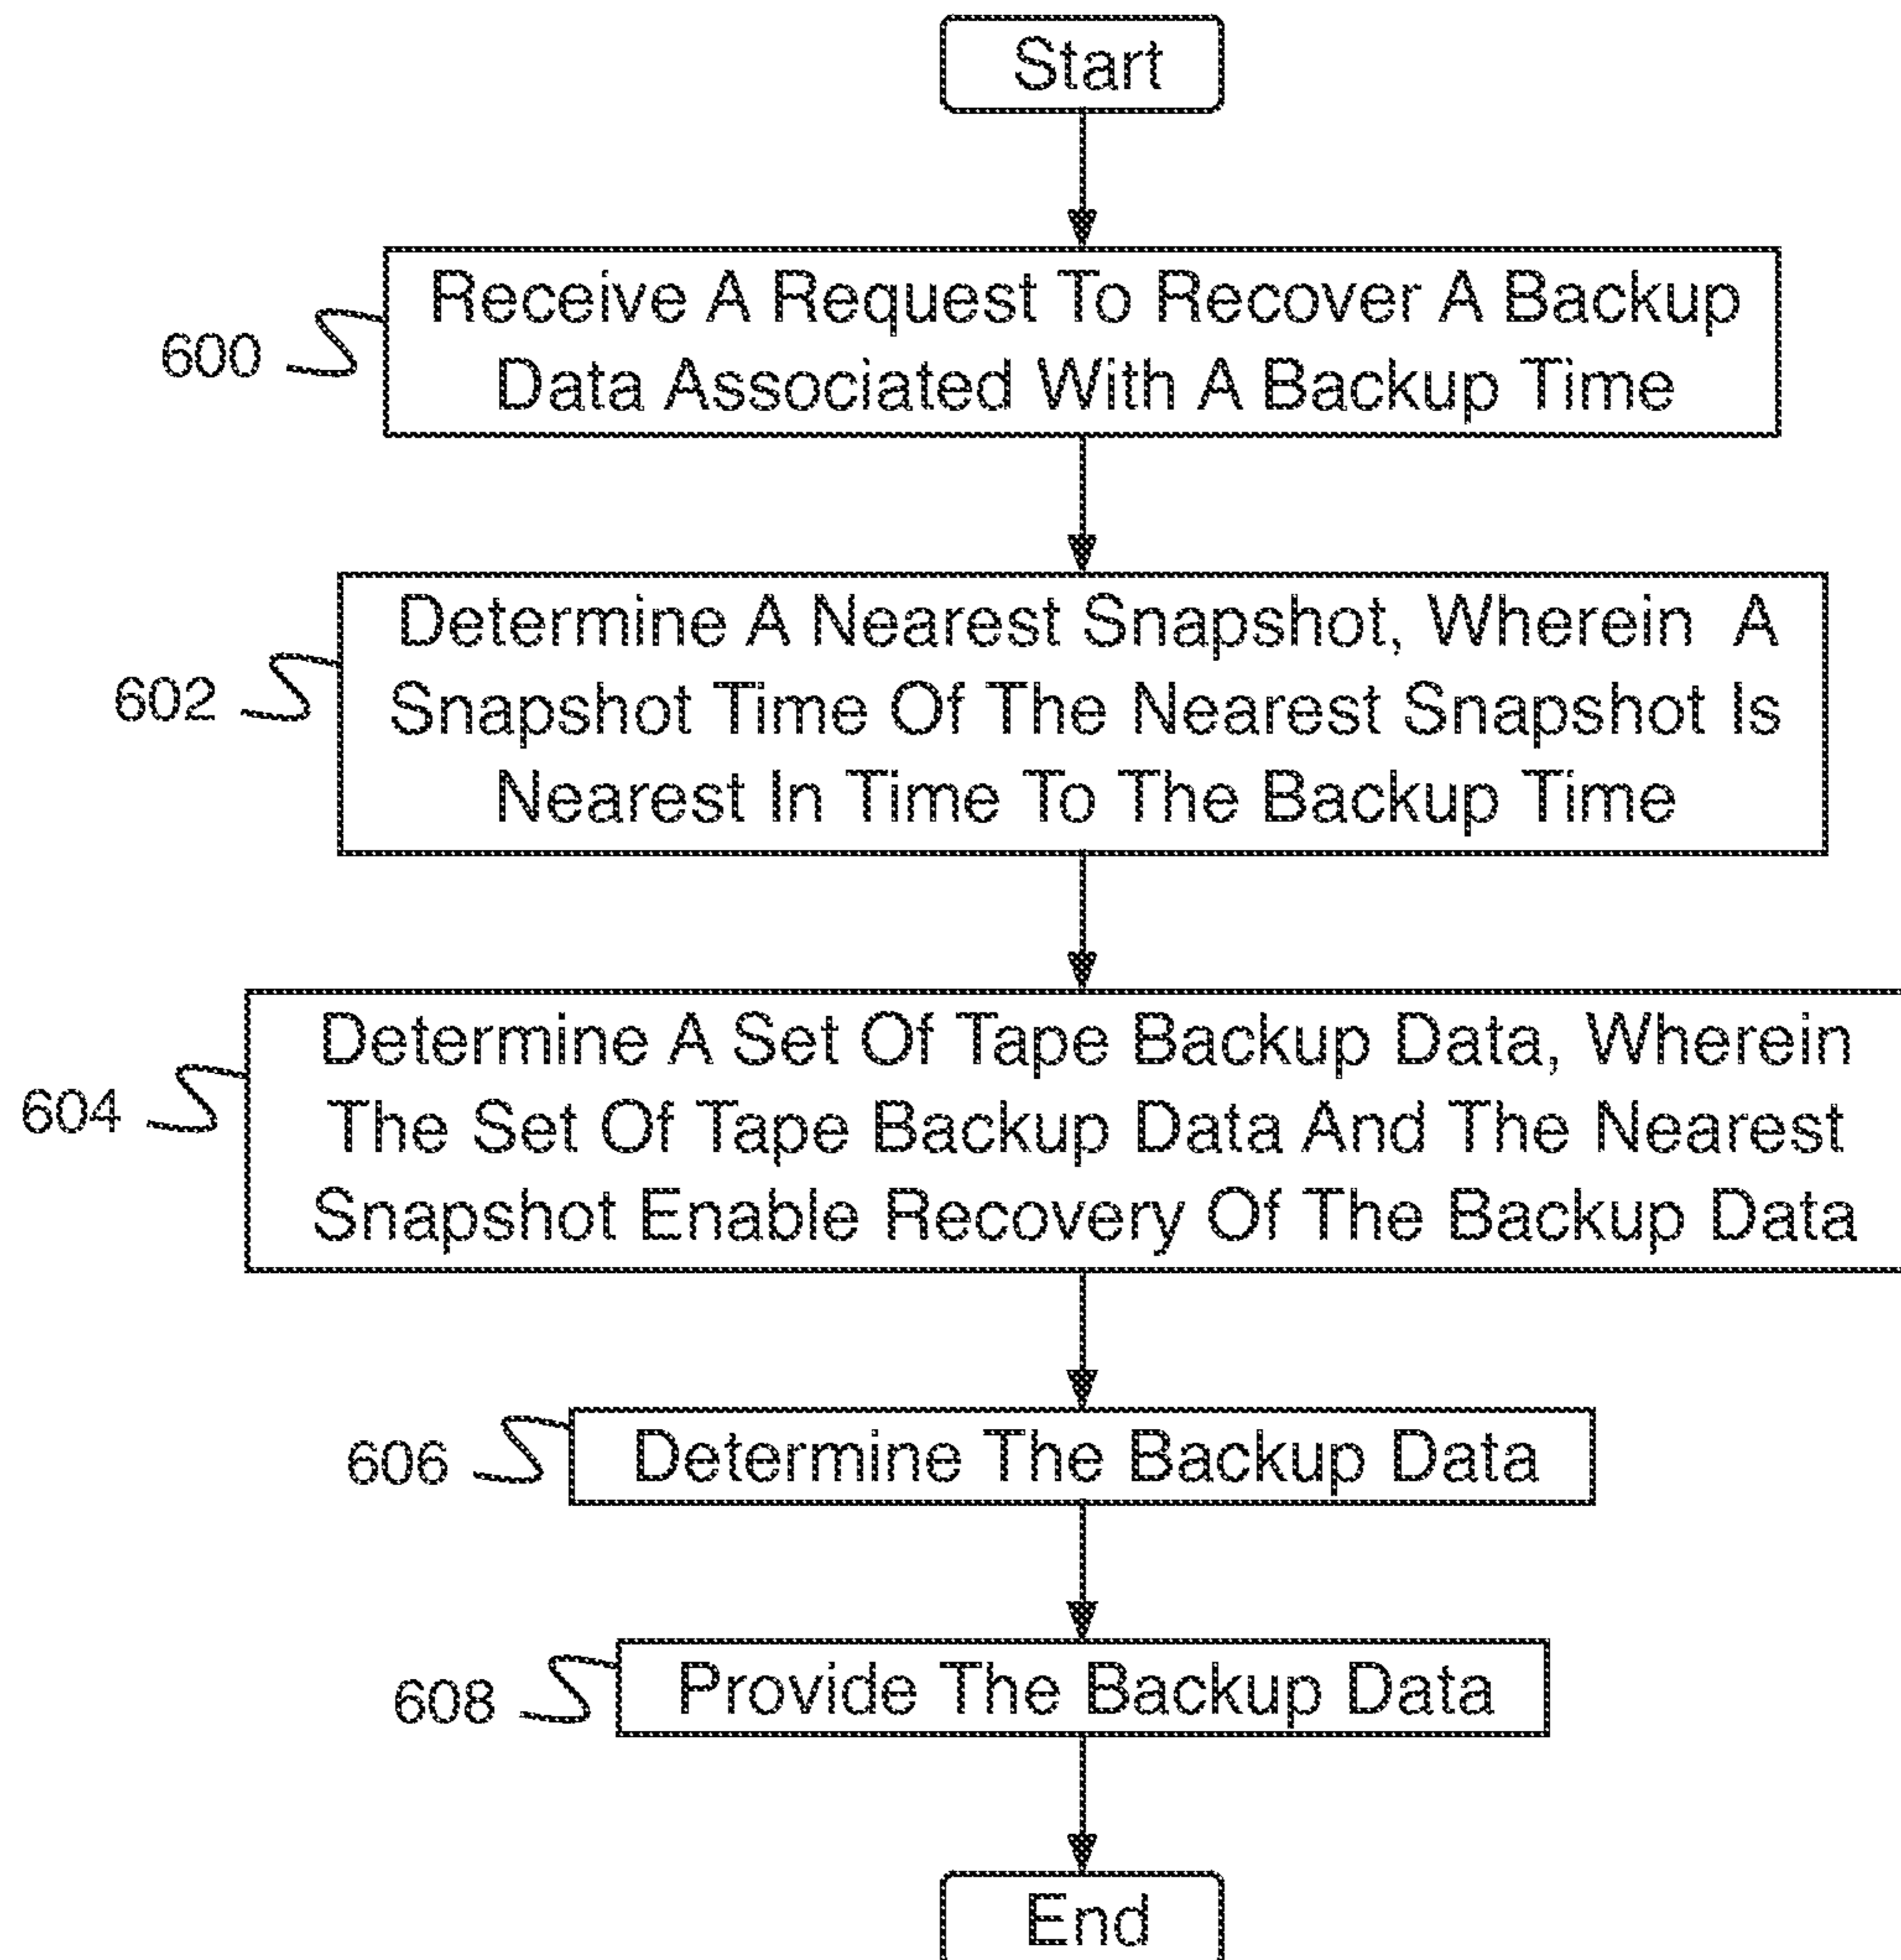 Start
Receive A Request To Recover A Backup
Data Associated With A Backup Time
600
Determine A Nearest Snapshot, Wherein A
Snapshot Time Of The Nearest Snapshot Is
Nearest In Time To The Backup Time
602
Determine A Set Of Tape Backup Data, Wherein
The Set Of Tape Backup Data And The Nearest
Snapshot Enable Recovery Of The Backup Data
604
Determine The Backup Data
606
Provide The Backup Data
608
End